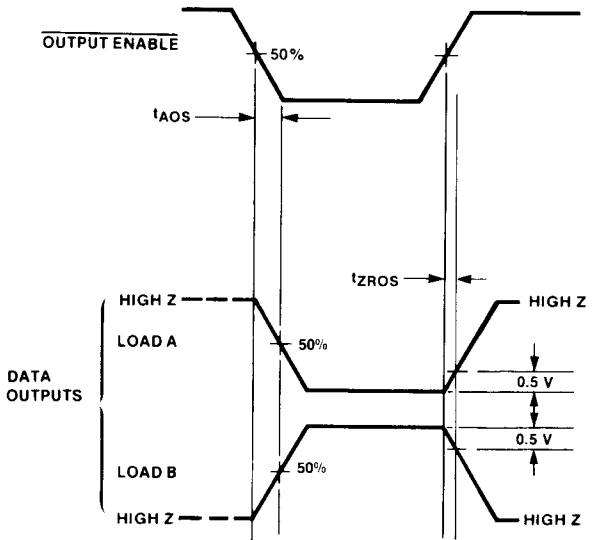 OUTPUT ENABLE
50%
tAOS
tZROS
HIGH Z
HIGH Z
LOAD A
50%
DATA
OUTPUTS
0.5 V
0.5 V
LOAD B
50%
HIGH Z
HIGH Z